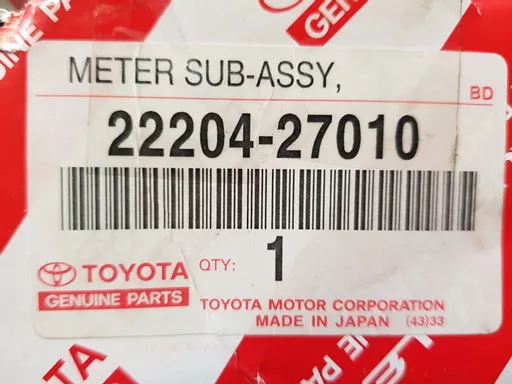 METER SUB-ASSY,
BD
22204-27010
QTY: 1
TOYOTA
GENUINE PARTS
TOYOTA MOTOR CORPORATION
MADE IN JAPAN (43)33